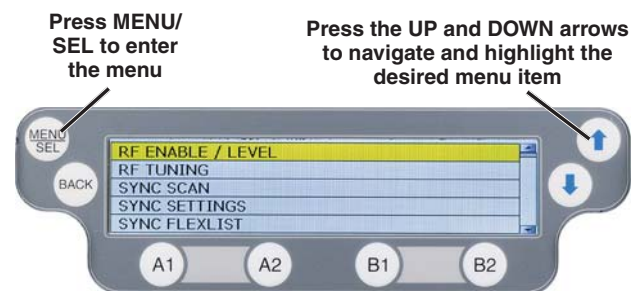 Press MENU/
SEL to enter
the menu
Press the UP and DOWN arrows
to navigate and highlight the
desired menu item
MENU
SEL
BACK
RF ENABLE / LEVEL
RF TUNING
SYNC SCAN
SYNC SETTINGS
SYNC FLEXLIST
A1
A2
B1
B2